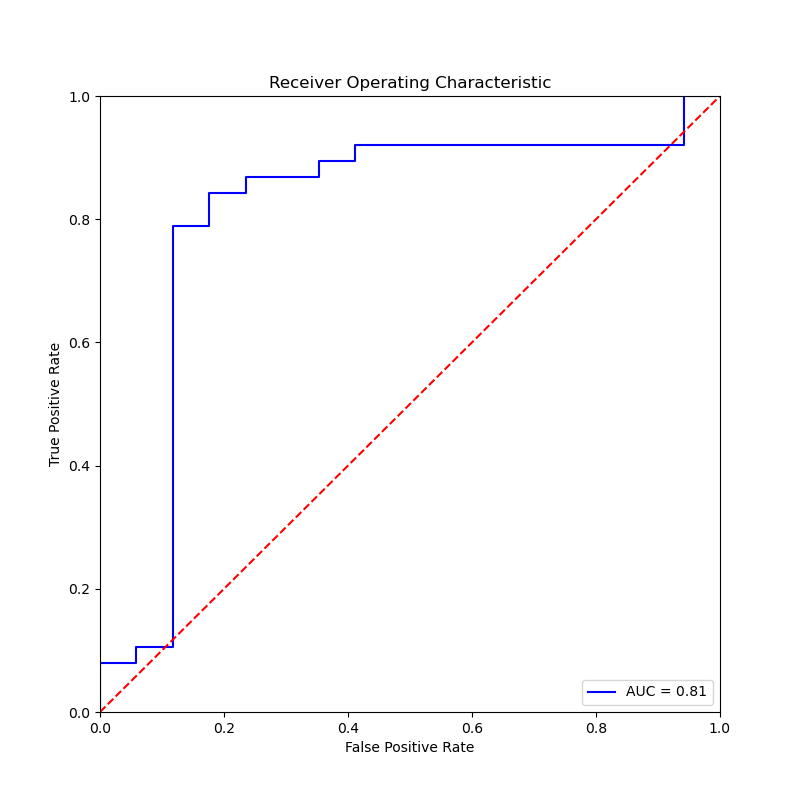 Receiver Operating Characteristic
1.0
0.8
0.6
0.4
0.2
0.0
True Positive Rate
AUC = 0.81
0.0 0.2 0.4 0.6 0.8 1.0
False Positive Rate